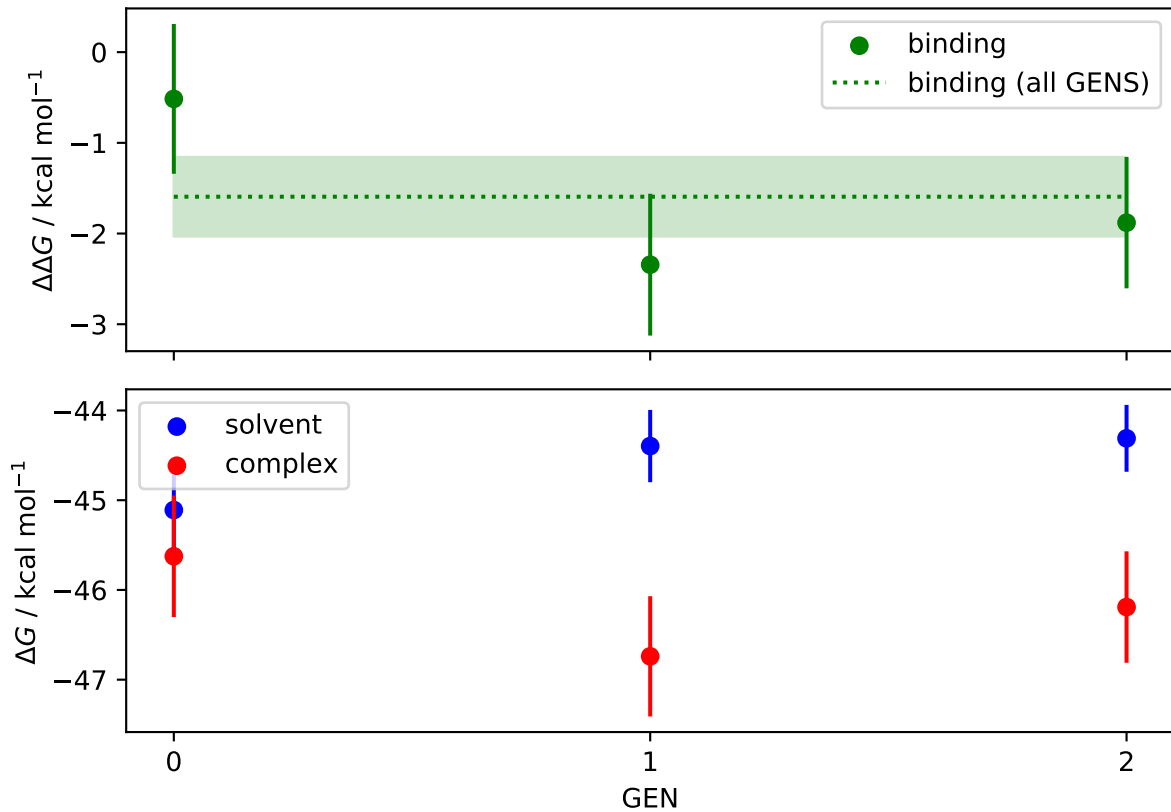 0
−1
−2
−3
ΔΔG / kcal mol⁻¹
binding
binding (all GENS)
−44
−45
−46
−47
ΔG / kcal mol⁻¹
solvent
complex
0
1
2
GEN